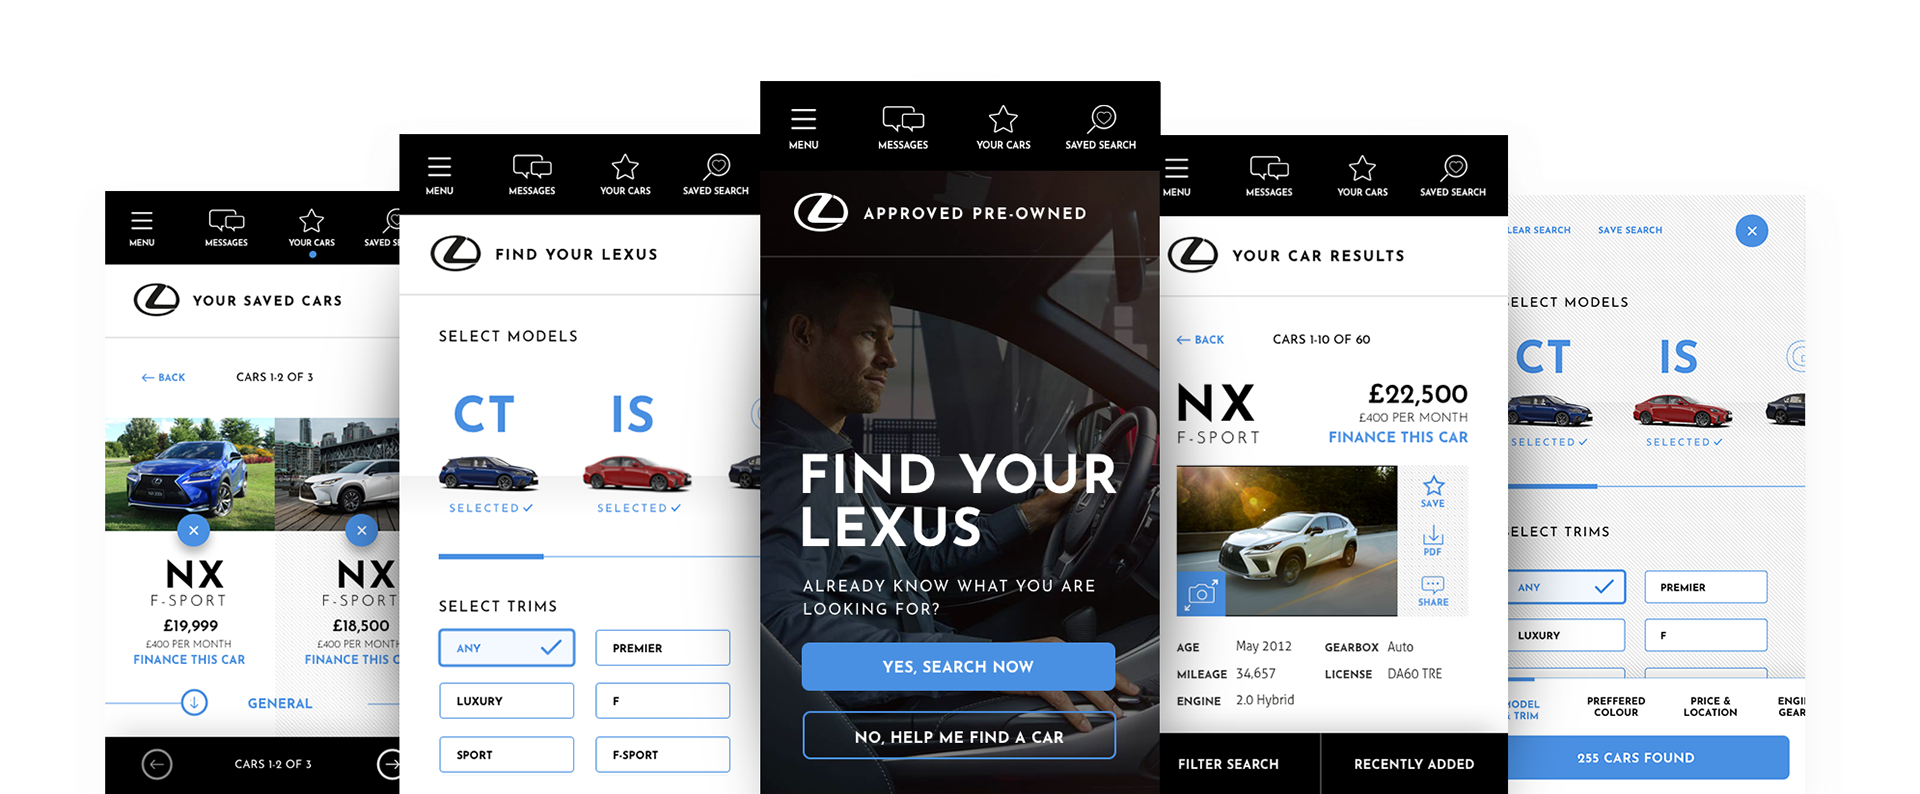 MENU
MESSAGES
YOUR CARS
SAVED SE
YOUR SAVED CARS
BACK
CARS 1-2 OF 3
NX
F-SPORT
£19,999
£400 PER MONTH
FINANCE THIS CAR
NX
F-SPORT
£18,500
£400 PER MONTH
FINANCE THIS C
GENERAL
CARS 1-2 OF 3
MENU
MESSAGES
YOUR CARS
SAVED SEARCH
FIND YOUR LEXUS
SELECT MODELS
CT
IS
SELECTED
SELECTED
SELECT TRIMS
ANY
PREMIER
LUXURY
F
SPORT
F-SPORT
MENU
MESSAGES
YOUR CARS
SAVED SEARCH
APPROVED PRE-OWNED
FIND YOUR
LEXUS
ALREADY KNOW WHAT YOU ARE
LOOKING FOR?
YES, SEARCH NOW
NO, HELP ME FIND A CAR
MENU
MESSAGES
YOUR CARS
SAVED SEARCH
YOUR CAR RESULTS
BACK
CARS 1-10 OF 60
NX
F-SPORT
£22,500
£400 PER MONTH
FINANCE THIS CAR
SAVE
PDF
SHARE
AGE May 2012
GEARBOX Auto
MILEAGE 34,657
LICENSE DA60 TRE
ENGINE 2.0 Hybrid
FILTER SEARCH
RECENTLY ADDED
LEAR SEARCH
SAVE SEARCH
ELECT MODELS
CT
IS
SELECTED
SELECTED
ELECT TRIMS
ANY
PREMIER
LUXURY
F
MODEL
& TRIM
PREFFERED
COLOUR
PRICE &
LOCATION
ENGI
GEAR
255 CARS FOUND